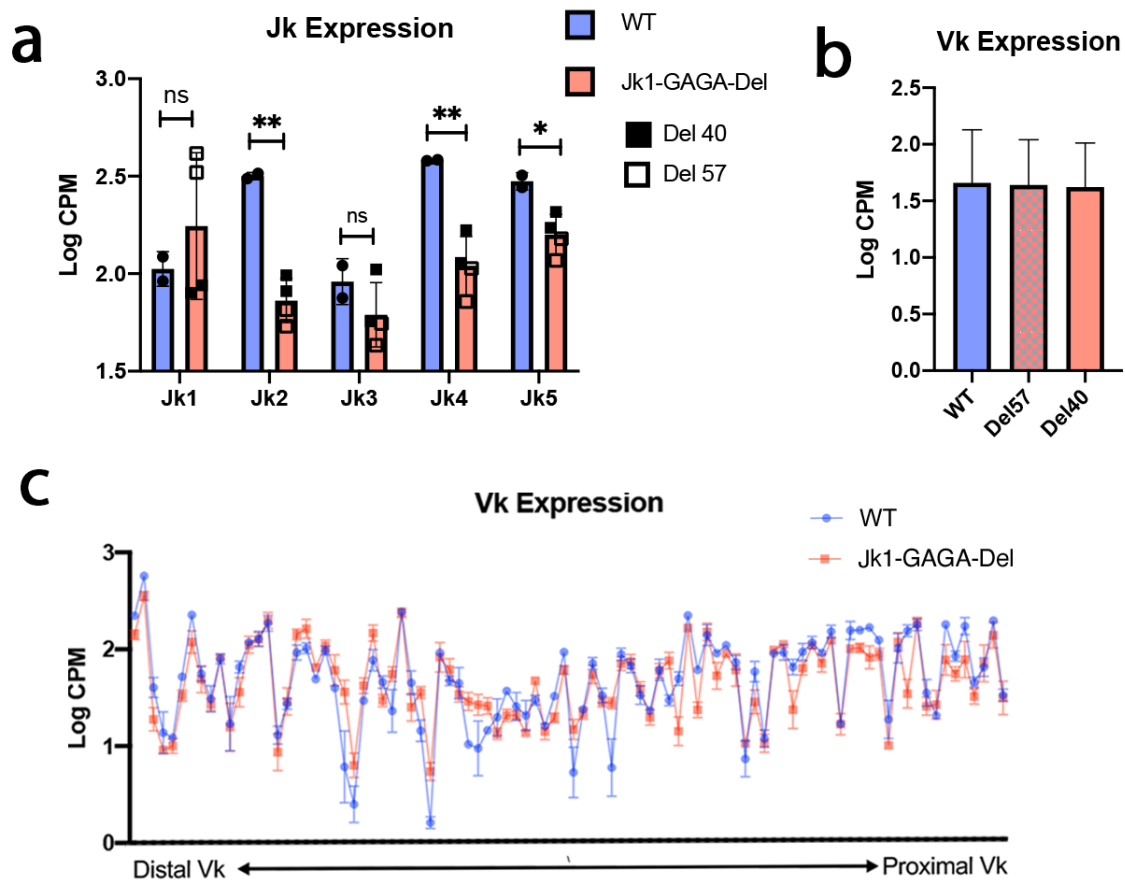 a
Jk Expression
WT
Jk1-GAGA-Del
Del 40
Del 57
Log CPM
3.0
2.5
2.0
1.5
ns
**
ns
**
*
Jk1
Jk2
Jk3
Jk4
Jk5
b
Vk Expression
Log CPM
2.5
2.0
1.5
1.0
0.5
0.0
WT
Del57
Del40
c
Vk Expression
WT
Jk1-GAGA-Del
Log CPM
3
2
1
0
Distal Vk
Proximal Vk